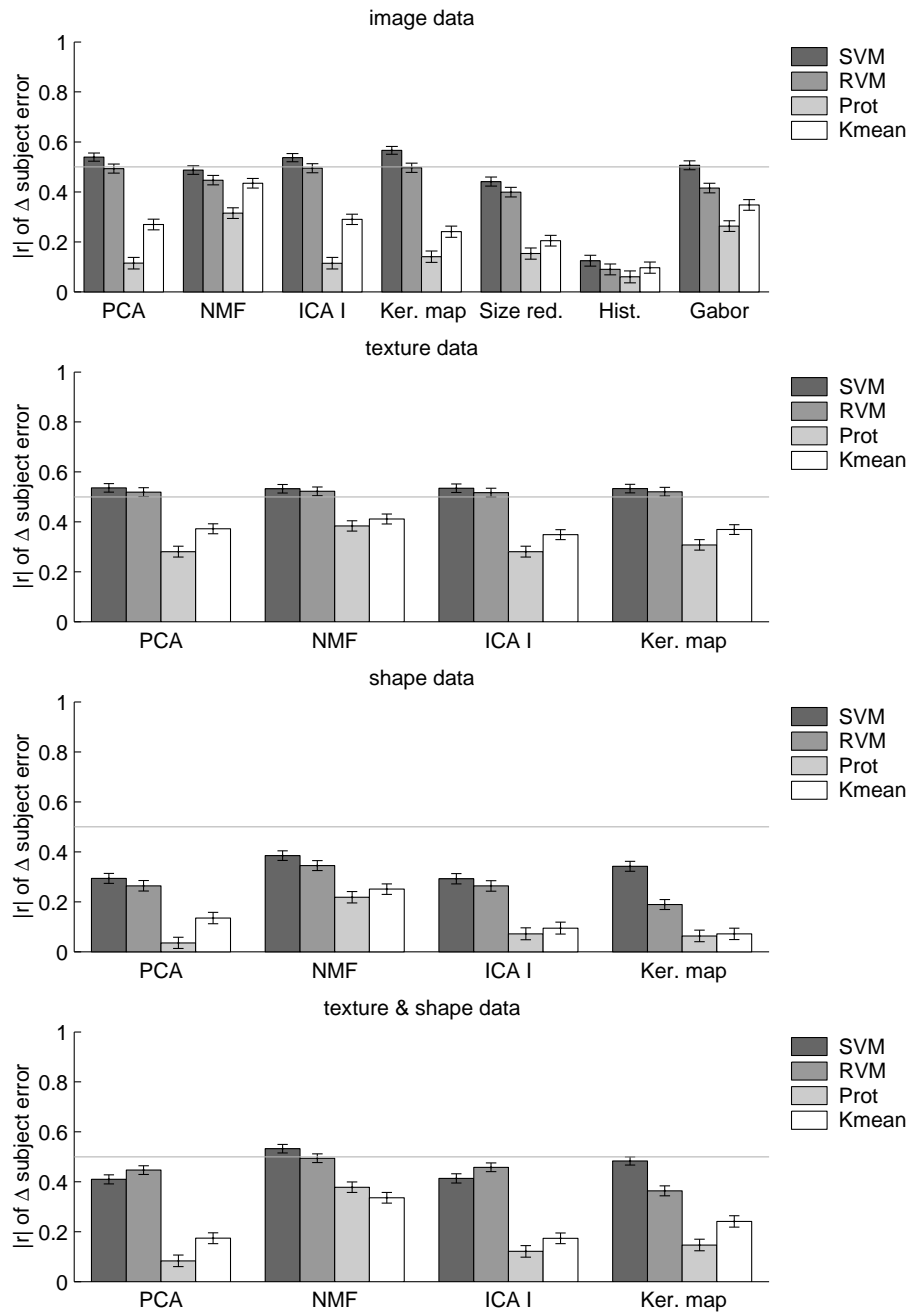 image data
|r| of Δ subject error
1
0.8
0.6
0.4
0.2
0
PCA NMF ICA I Ker. map Size red. Hist. Gabor
SVM
RVM
Prot
Kmean
texture data
|r| of Δ subject error
1
0.8
0.6
0.4
0.2
0
PCA NMF ICA I Ker. map
SVM
RVM
Prot
Kmean
shape data
|r| of Δ subject error
1
0.8
0.6
0.4
0.2
0
PCA NMF ICA I Ker. map
SVM
RVM
Prot
Kmean
texture & shape data
|r| of Δ subject error
1
0.8
0.6
0.4
0.2
0
PCA NMF ICA I Ker. map
SVM
RVM
Prot
Kmean